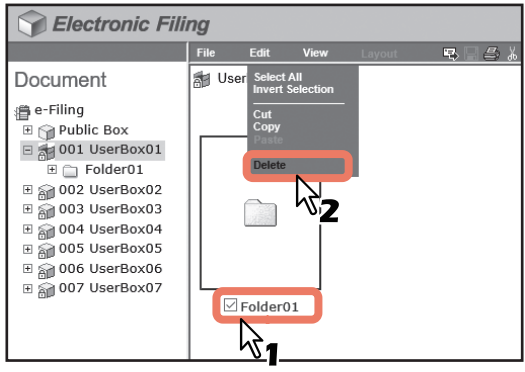 Electronic Filing
File Edit View Layout
Document
e-Filing
Public Box
001 UserBox01
Folder01
002 UserBox02
003 UserBox03
004 UserBox04
005 UserBox05
006 UserBox06
007 UserBox07
User
Select All
Invert Selection
Cut
Copy
Paste
Delete
2
Folder01
1